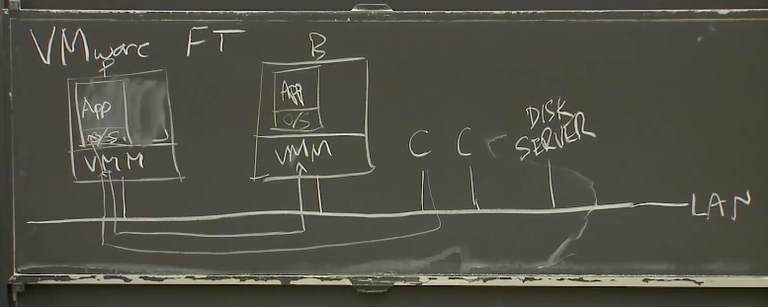 VMware FT
P
B
App
O/S
VMM
App
O/S
VMM
C
C
DISK
SERVER
LAN